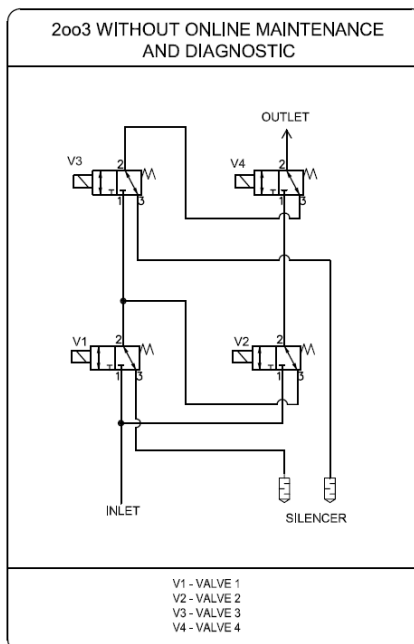 2oo3 WITHOUT ONLINE MAINTENANCE
AND DIAGNOSTIC
OUTLET
V3
2
1
3
V4
2
1
3
V1
2
1
3
V2
2
1
3
INLET
SILENCER
V1 - VALVE 1
V2 - VALVE 2
V3 - VALVE 3
V4 - VALVE 4